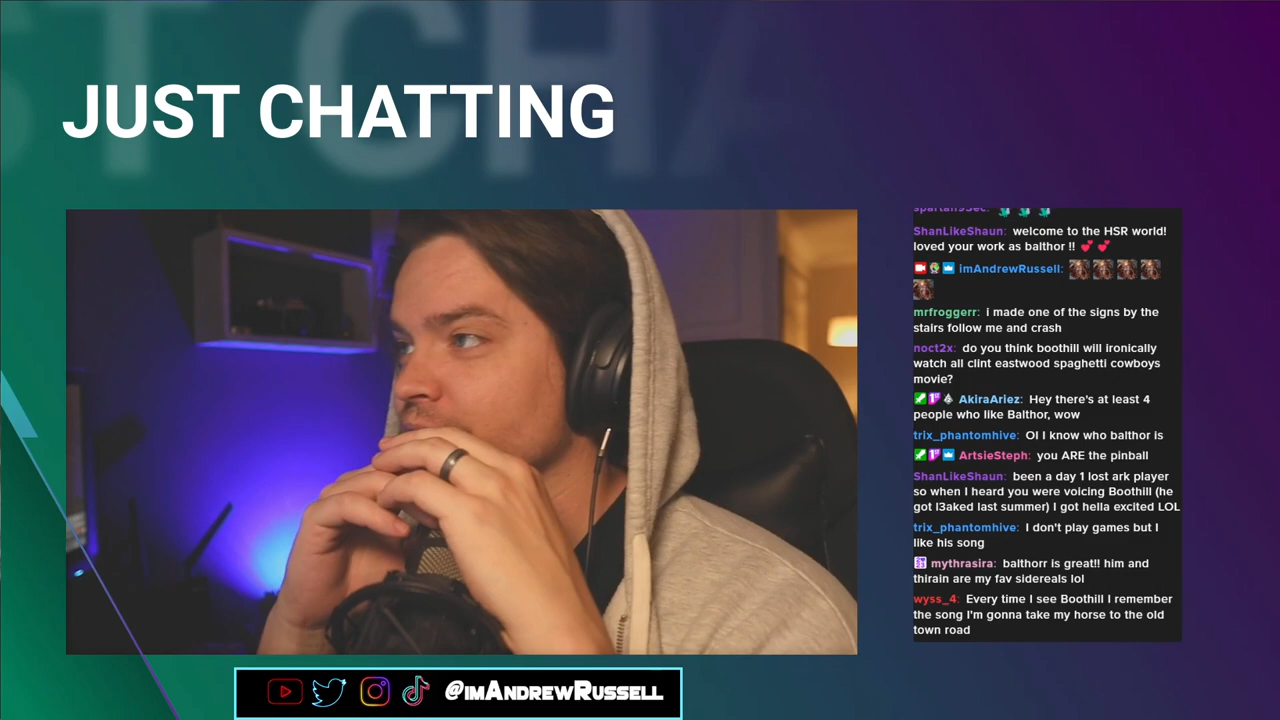 ST CHA
JUST CHATTING
spartan93ec:
ShanLikeShaun: welcome to the HSR world!
loved your work as balthor !!
imAndrewRussell:
mrfroggerr: i made one of the signs by the
stairs follow me and crash
noct2x: do you think boothill will ironically
watch all clint eastwood spaghetti cowboys
movie?
AkiraAriez: Hey there's at least 4
people who like Balthor, wow
trix_phantomhive: OI I know who balthor is
ArtsieSteph: you ARE the pinball
ShanLikeShaun: been a day 1 lost ark player
so when I heard you were voicing Boothill (he
got l3aked last summer) I got hella excited LOL
trix_phantomhive: I don't play games but I
like his song
mythrasira: balthorr is great!! him and
thirain are my fav sidereals lol
wyss_4: Every time I see Boothill I remember
the song I'm gonna take my horse to the old
town road
@imAndrewRussell